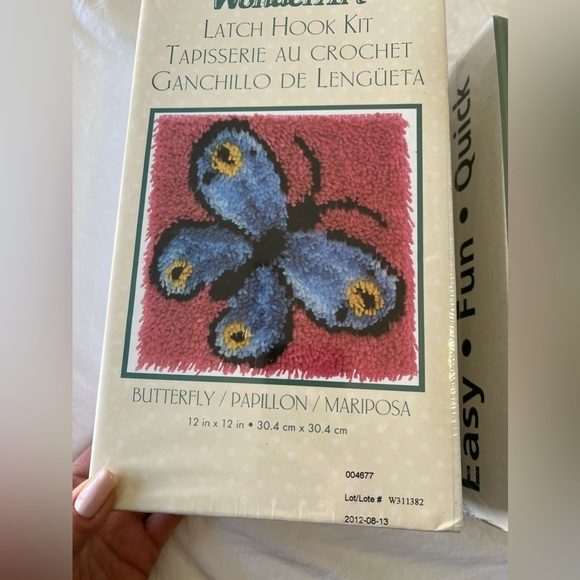 WonderArt
LATCH HOOK KIT
TAPISSERIE AU CROCHET
GANCHILLO DE LENGÜETA
BUTTERFLY / PAPILLON / MARIPOSA
12 in x 12 in • 30.4 cm x 30.4 cm
004677
Lot/Lote # W311382
2012-08-13
Easy • Fun • Quick